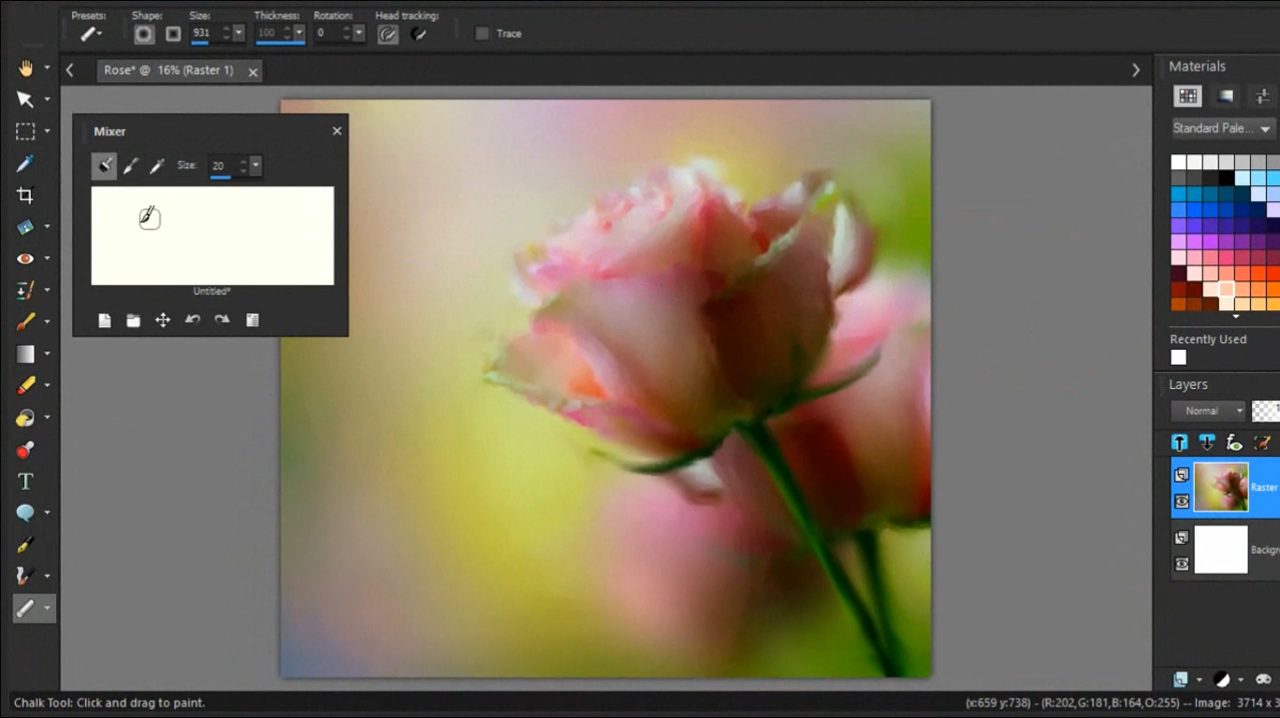 Presets:
Shape:
Size:
Thickness:
Rotation:
Head tracking:
931
100
0
Trace
Rose* @ 16% (Raster 1)
Materials
Mixer
Size:
20
Standard Pale...
Untitled*
Recently Used
Layers
Normal
Raster
Backgr
T
Chalk Tool: Click and drag to paint.
(x:659 y:738) - (R:202,G:181,B:164,O:255) -- Image: 3714 x 3